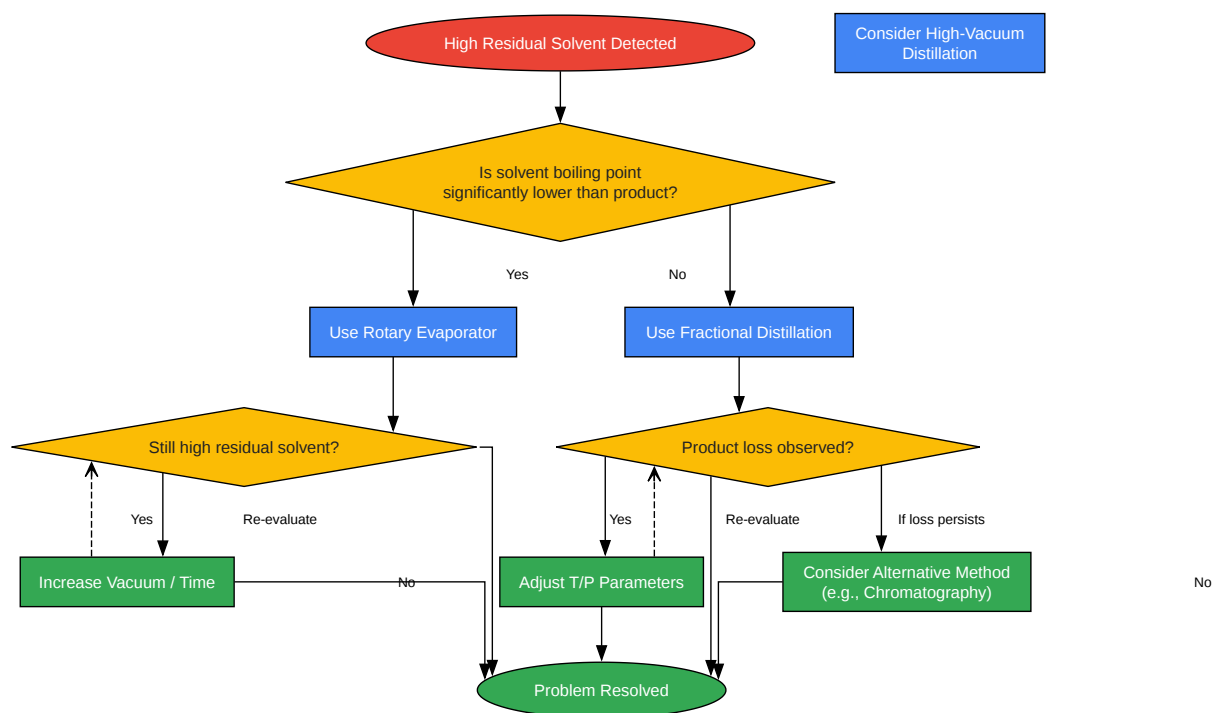 High Residual Solvent Detected
Consider High-Vacuum
Distillation
Is solvent boiling point
significantly lower than product?
Yes
No
Use Rotary Evaporator
Use Fractional Distillation
Still high residual solvent?
Product loss observed?
Yes
Re-evaluate
Yes
Re-evaluate
If loss persists
Increase Vacuum / Time
No
Adjust T/P Parameters
Consider Alternative Method
(e.g., Chromatography)
No
Problem Resolved